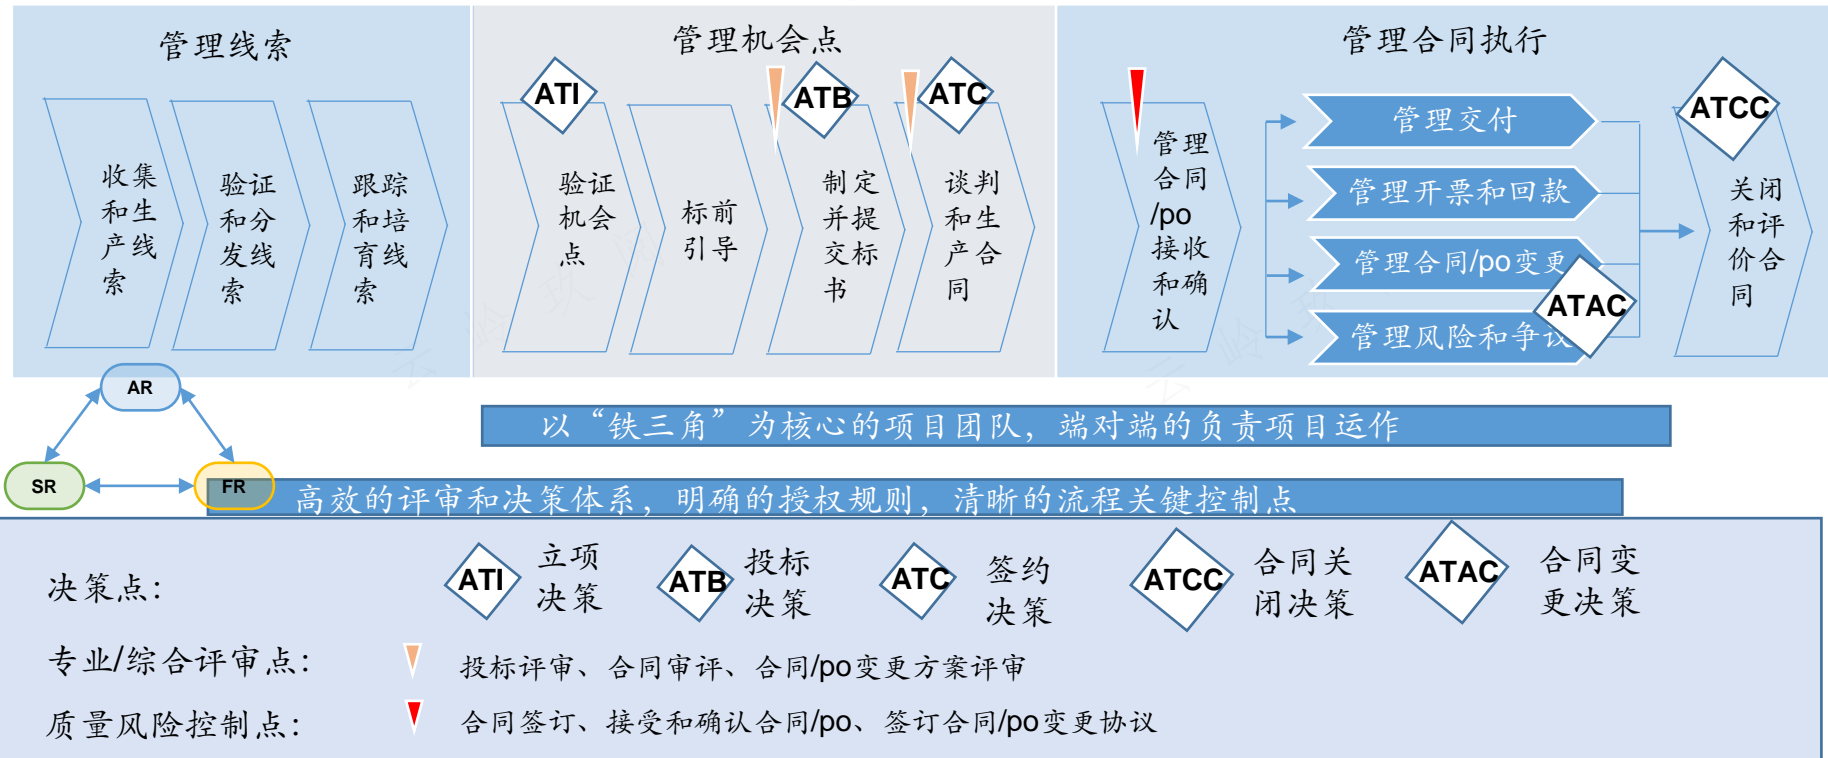 管理线索
收集
和生
产线
索
验证
和分
发线
索
跟踪
和培
育线
索
管理机会点
ATI
验证
机会
点
标前
引导
ATB
制定
并提
交标
书
ATC
谈判
和生
产合
同
管理合同执行
管理
合同
/po
接收
和确
认
管理交付
管理开票和回款
管理合同/po变更
管理风险和争议
ATAC
ATCC
关闭
和评
价合
同
AR
SR
FR
以“铁三角”为核心的项目团队，端对端的负责项目运作
高效的评审和决策体系，明确的授权规则，清晰的流程关键控制点
决策点：
ATI
立项
决策
ATB
投标
决策
ATC
签约
决策
ATCC
合同关
闭决策
ATAC
合同变
更决策
专业/综合评审点：
投标评审、合同审评、合同/po变更方案评审
质量风险控制点：
合同签订、接受和确认合同/po、签订合同/po变更协议